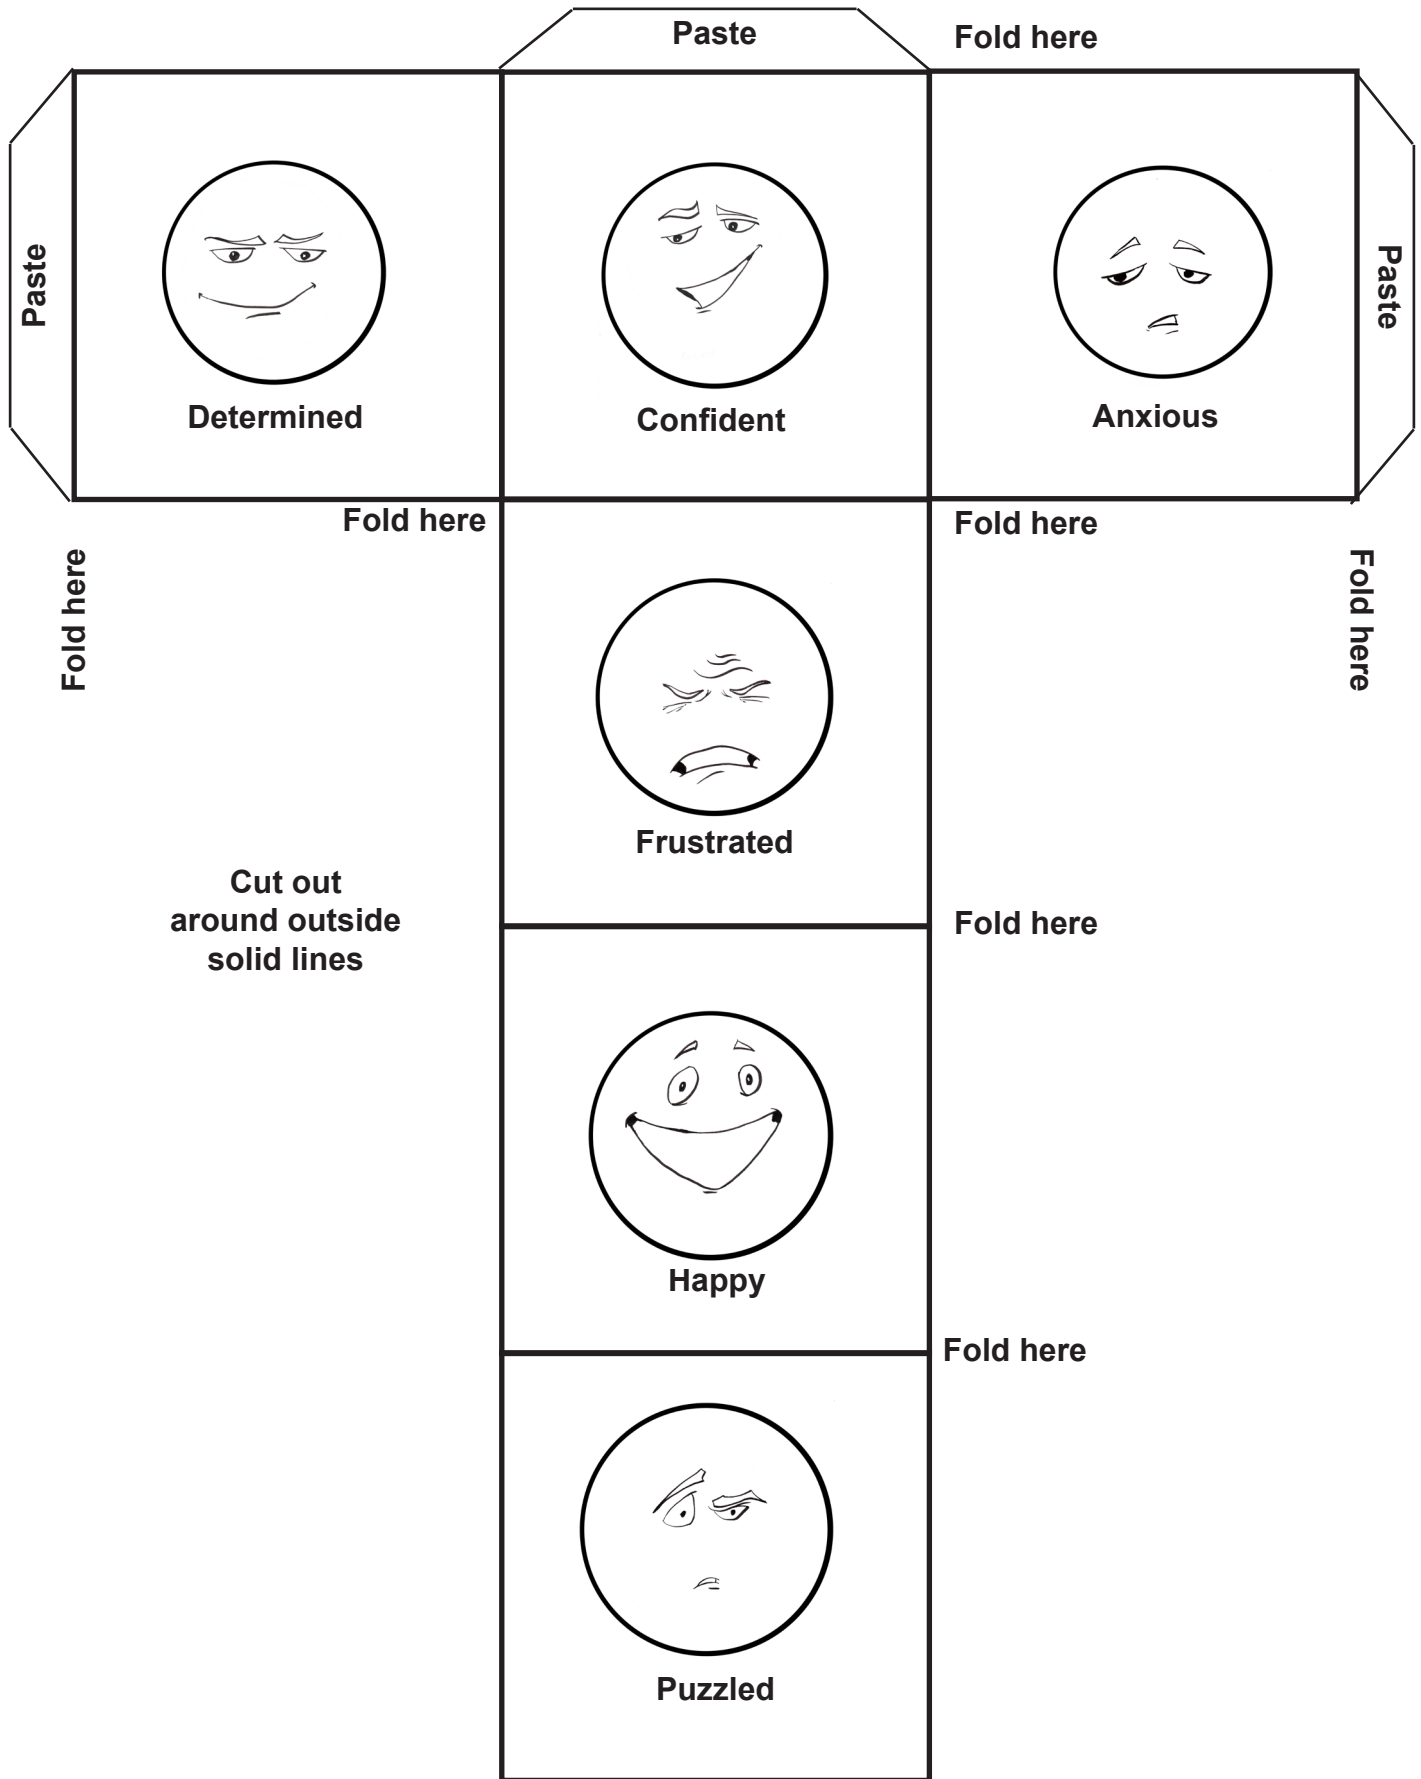 Paste
Fold here
Paste
Paste
Determined
Confident
Anxious
Fold here
Fold here
Fold here
Fold here
Frustrated
Cut out
around outside
solid lines
Fold here
Happy
Fold here
Puzzled